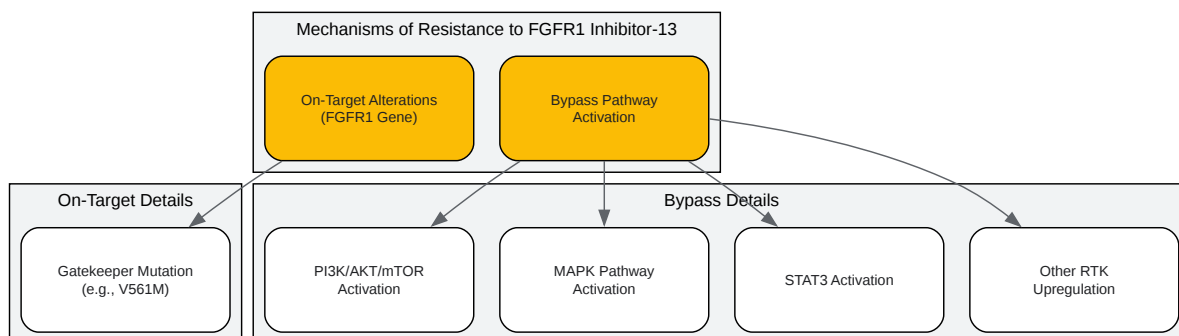 Mechanisms of Resistance to FGFR1 Inhibitor-13
On-Target Alterations
(FGFR1 Gene)
Bypass Pathway
Activation
On-Target Details
Gatekeeper Mutation
(e.g., V561M)
Bypass Details
PI3K/AKT/mTOR
Activation
MAPK Pathway
Activation
STAT3 Activation
Other RTK
Upregulation